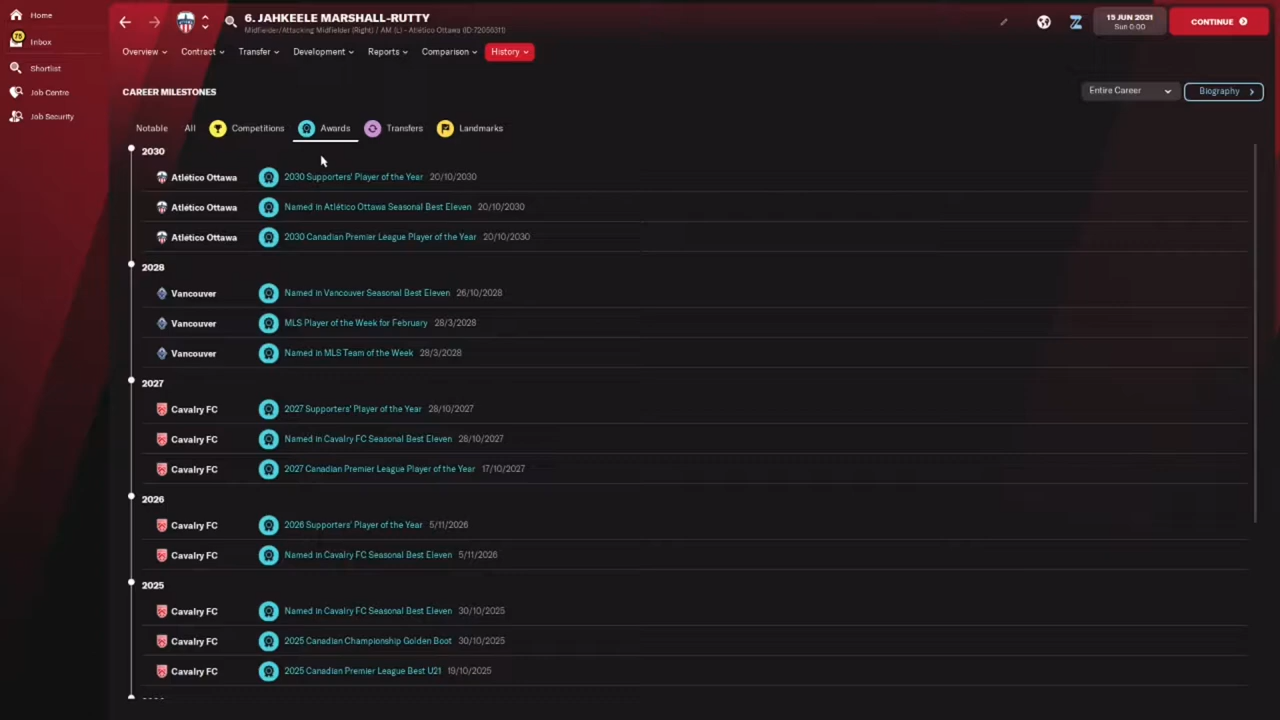 Home
75
Inbox
Shortlist
Job Centre
Job Security
6. JAHKEELE MARSHALL-RUTTY
Midfielder/Attacking Midfielder (Right) / AM (L) - Atlético Ottawa (ID:72056311)
15 JUN 2031
Sun 0:00
CONTINUE
Overview Contract Transfer Development Reports Comparison History
CAREER MILESTONES
Entire Career
Biography
Notable All Competitions Awards Transfers Landmarks
2030
Atlético Ottawa 2030 Supporters' Player of the Year 20/10/2030
Atlético Ottawa Named in Atlético Ottawa Seasonal Best Eleven 20/10/2030
Atlético Ottawa 2030 Canadian Premier League Player of the Year 20/10/2030
2028
Vancouver Named in Vancouver Seasonal Best Eleven 26/10/2028
Vancouver MLS Player of the Week for February 28/3/2028
Vancouver Named in MLS Team of the Week 28/3/2028
2027
Cavalry FC 2027 Supporters' Player of the Year 28/10/2027
Cavalry FC Named in Cavalry FC Seasonal Best Eleven 28/10/2027
Cavalry FC 2027 Canadian Premier League Player of the Year 17/10/2027
2026
Cavalry FC 2026 Supporters' Player of the Year 5/11/2026
Cavalry FC Named in Cavalry FC Seasonal Best Eleven 5/11/2026
2025
Cavalry FC Named in Cavalry FC Seasonal Best Eleven 30/10/2025
Cavalry FC 2025 Canadian Championship Golden Boot 30/10/2025
Cavalry FC 2025 Canadian Premier League Best U21 19/10/2025